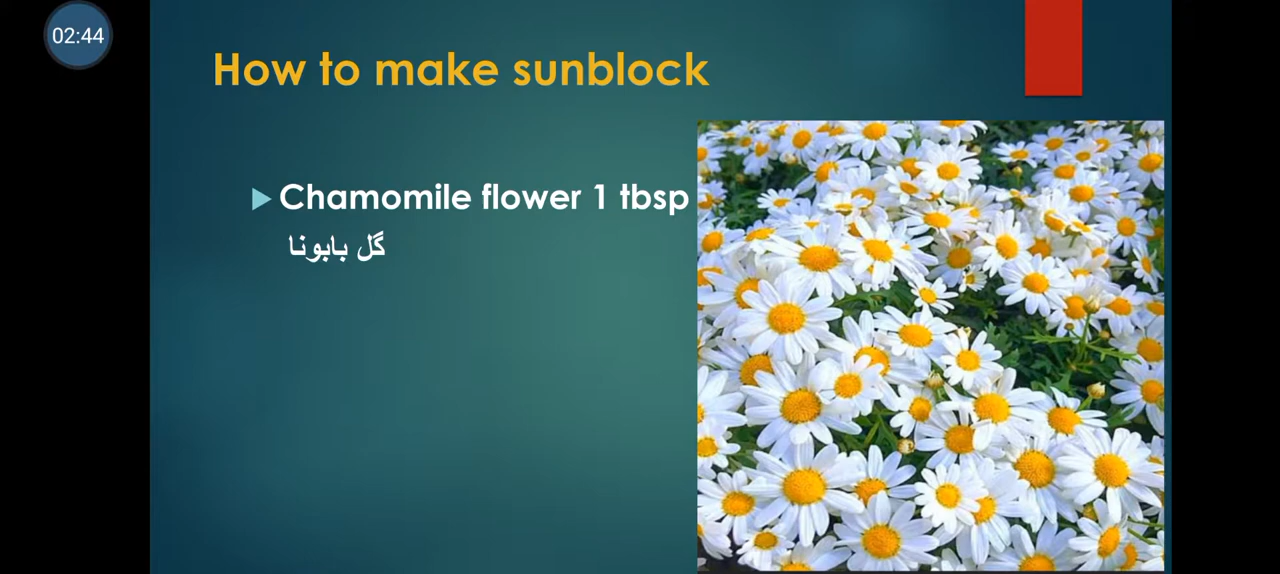 02:44
How to make sunblock
Chamomile flower 1 tbsp
گل بابونا